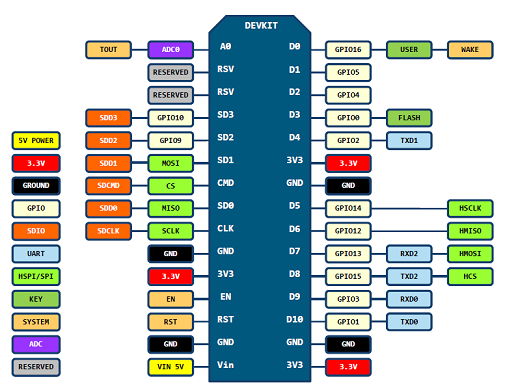 DEVKIT
TOUT ADC0 A0 D0 GPIO16 USER WAKE
RESERVED RSV D1 GPIO5
RESERVED RSV D2 GPIO4
SDD3 GPIO10 SD3 D3 GPIO0 FLASH
5V POWER SDD2 GPIO9 SD2 D4 GPIO2 TXD1
3.3V SDD1 MOSI SD1 3V3 3.3V
GROUND SDCMD CS CMD GND GND
GPIO SDD0 MISO SD0 D5 GPIO14 HSCLK
SDIO SDCLK SCLK CLK D6 GPIO12 HMISO
UART GND GND D7 GPIO13 RXD2 HMOSI
HSPI/SPI 3.3V 3V3 D8 GPIO15 TXD2 HCS
KEY EN EN D9 GPIO3 RXD0
SYSTEM RST RST D10 GPIO1 TXD0
ADC GND GND GND GND
RESERVED VIN 5V Vin 3V3 3.3V